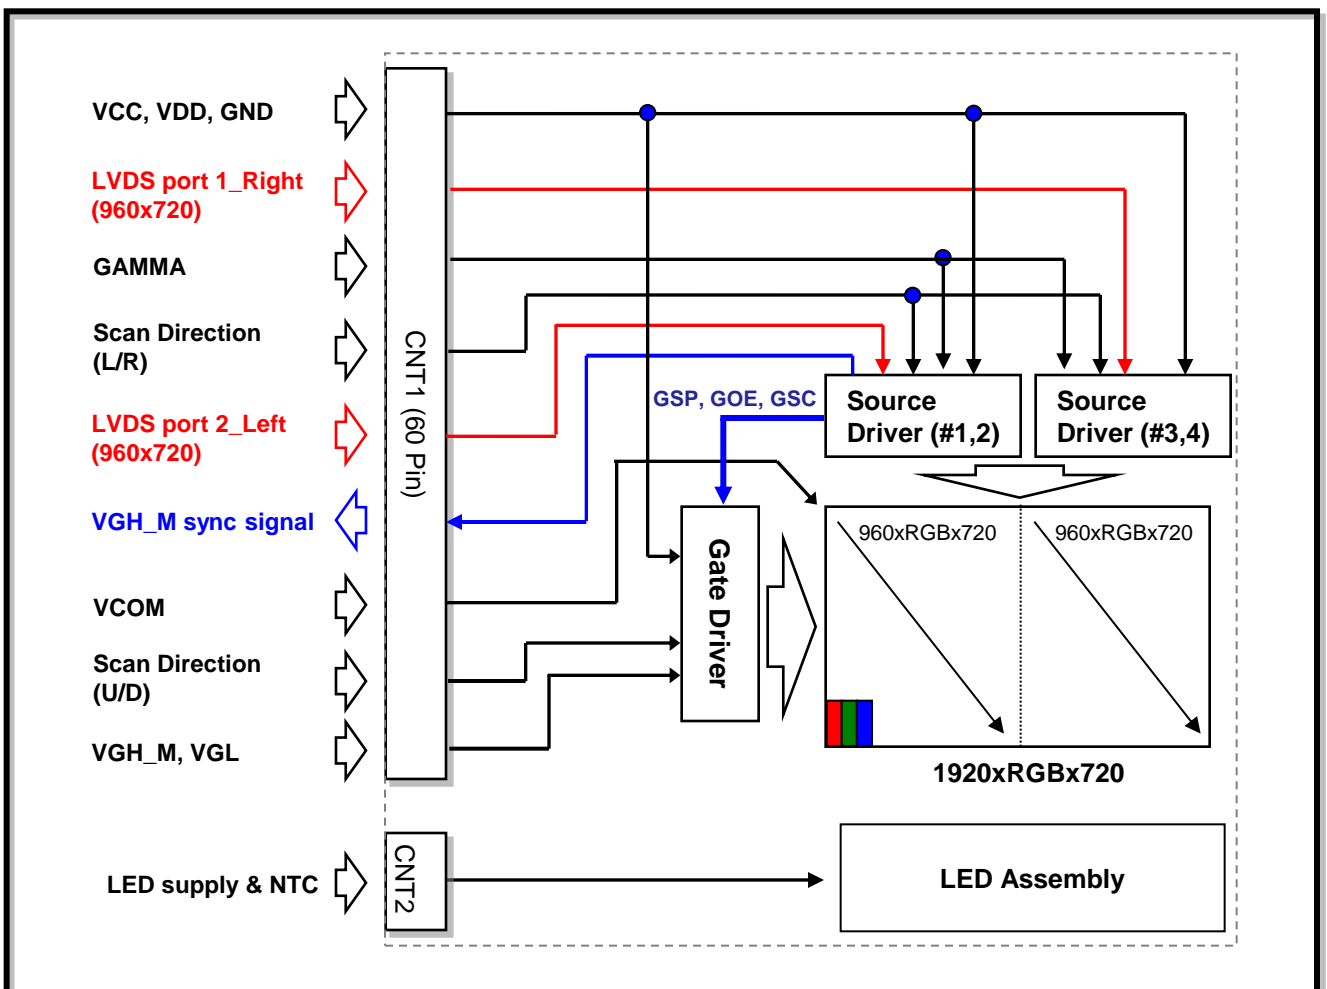 VCC, VDD, GND
LVDS port 1_Right
(960x720)
GAMMA
Scan Direction
(L/R)
LVDS port 2_Left
(960x720)
VGH_M sync signal
VCOM
Scan Direction
(U/D)
VGH_M, VGL
LED supply & NTC
CNT1 (60 Pin)
CNT2
GSP, GOE, GSC
Source
Driver (#1,2)
Source
Driver (#3,4)
Gate Driver
960xRGBx720
960xRGBx720
1920xRGBx720
LED Assembly